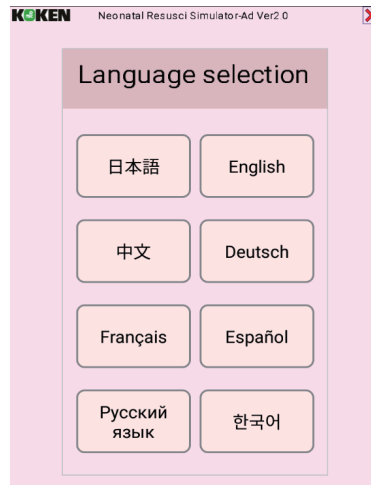 KOKEN Neonatal Resusci Simulator-Ad Ver2.0
Language selection
日本語 English
中文 Deutsch
Français Español
Русский
язык
한국어